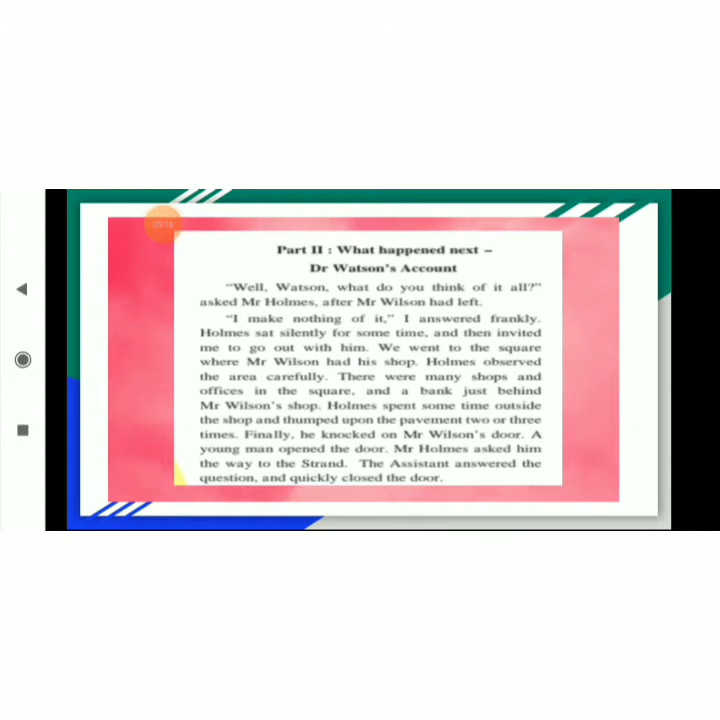 05:16
Part II : What happened next –
Dr Watson's Account
"Well, Watson, what do you think of it all?"
asked Mr Holmes, after Mr Wilson had left.
"I make nothing of it," I answered frankly.
Holmes sat silently for some time, and then invited
me to go out with him. We went to the square
where Mr Wilson had his shop. Holmes observed
the area carefully. There were many shops and
offices in the square, and a bank just behind
Mr Wilson's shop. Holmes spent some time outside
the shop and thumped upon the pavement two or three
times. Finally, he knocked on Mr Wilson's door. A
young man opened the door. Mr Holmes asked him
the way to the Strand. The Assistant answered the
question, and quickly closed the door.